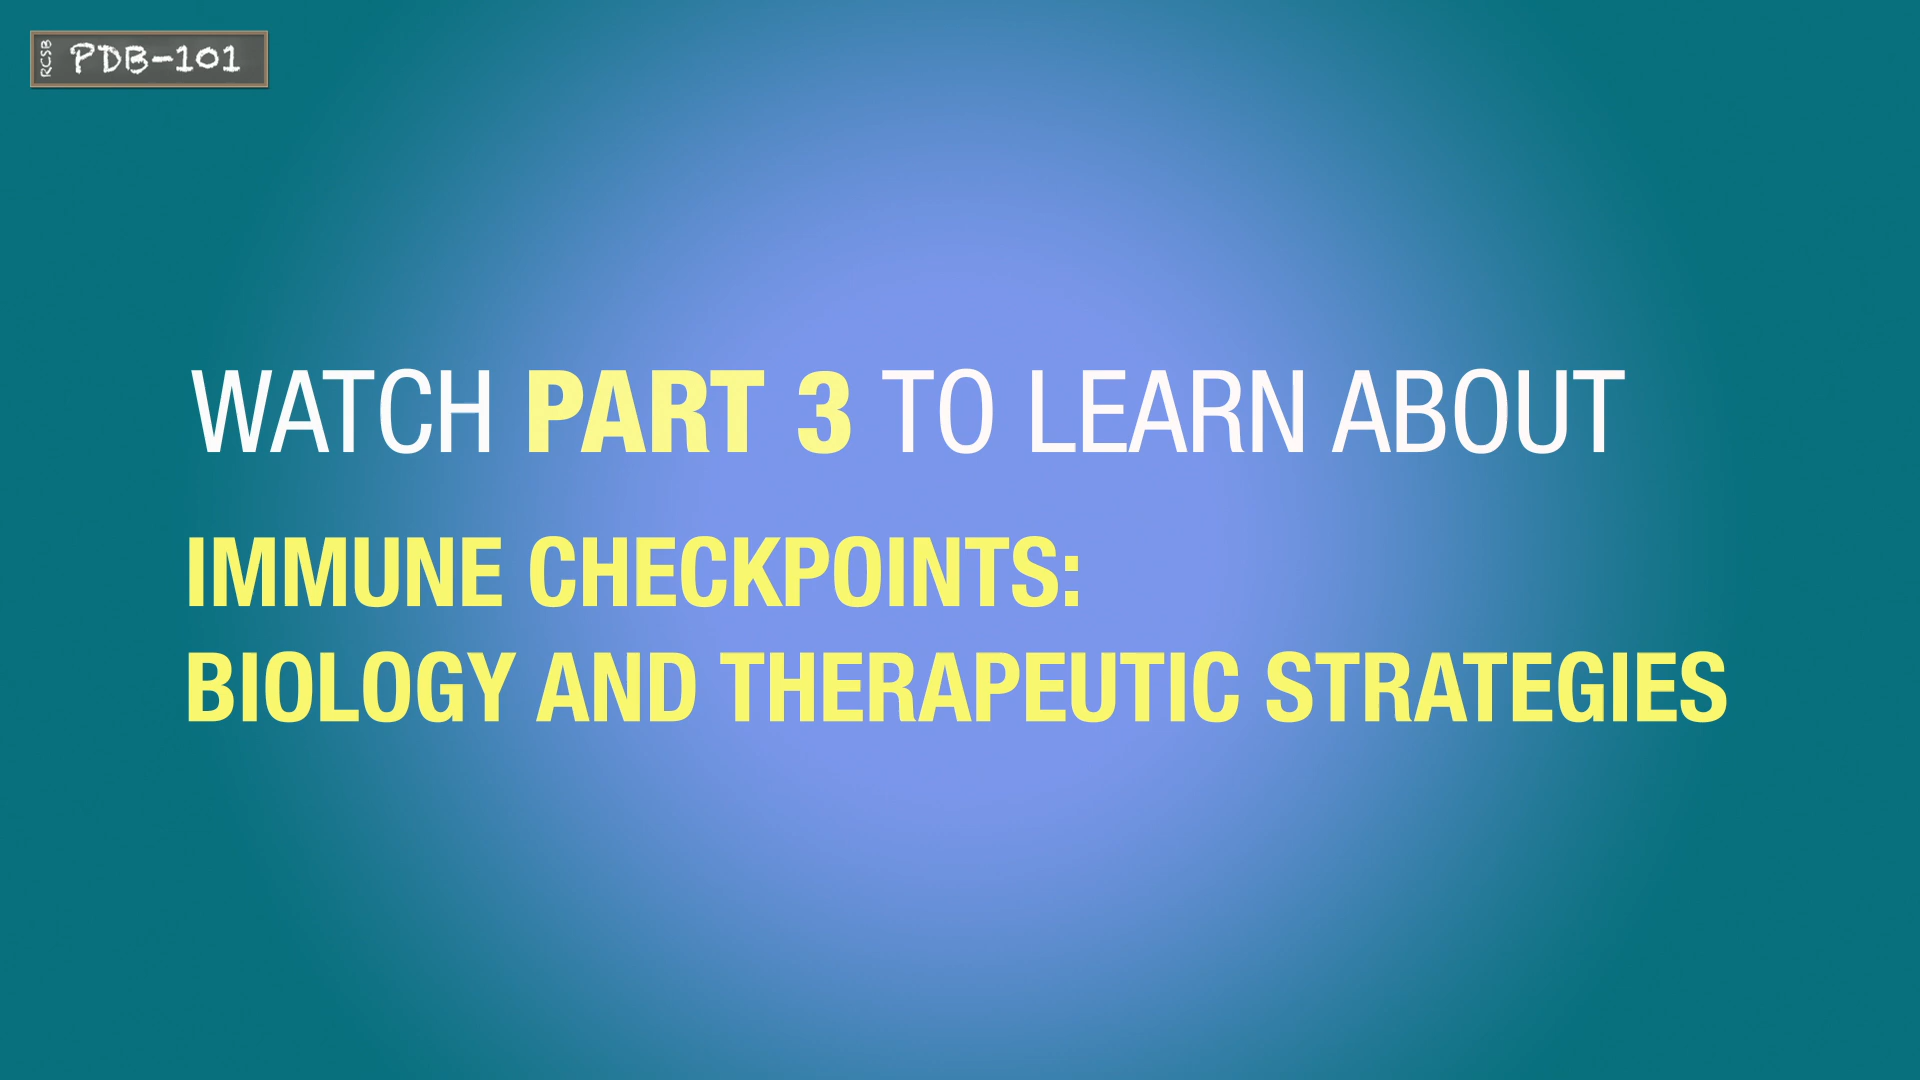 RCSB PDB-101
WATCH PART 3 TO LEARN ABOUT
IMMUNE CHECKPOINTS:
BIOLOGY AND THERAPEUTIC STRATEGIES